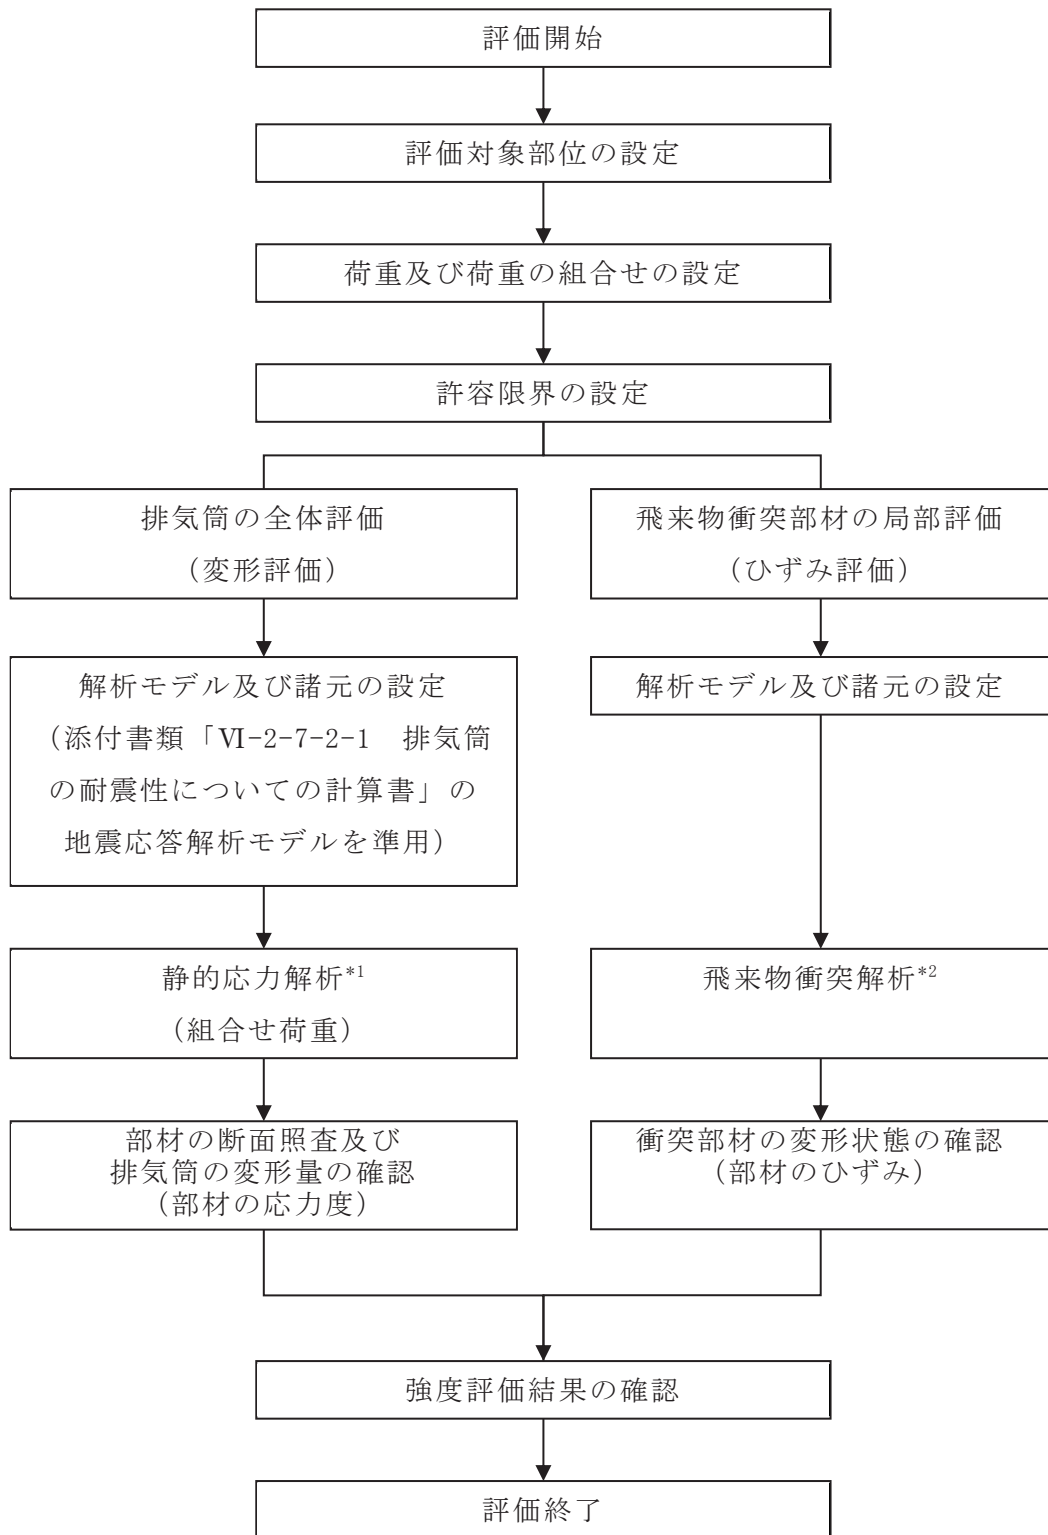 評価開始
評価対象部位の設定
荷重及び荷重の組合せの設定
許容限界の設定
排気筒の全体評価
（変形評価）
飛来物衝突部材の局部評価
（ひずみ評価）
解析モデル及び諸元の設定
（添付書類「Ⅵ-2-7-2-1　排気筒
の耐震性についての計算書」の
地震応答解析モデルを準用）
解析モデル及び諸元の設定
静的応力解析*1
（組合せ荷重）
飛来物衝突解析*2
部材の断面照査及び
排気筒の変形量の確認
（部材の応力度）
衝突部材の変形状態の確認
（部材のひずみ）
強度評価結果の確認
評価終了